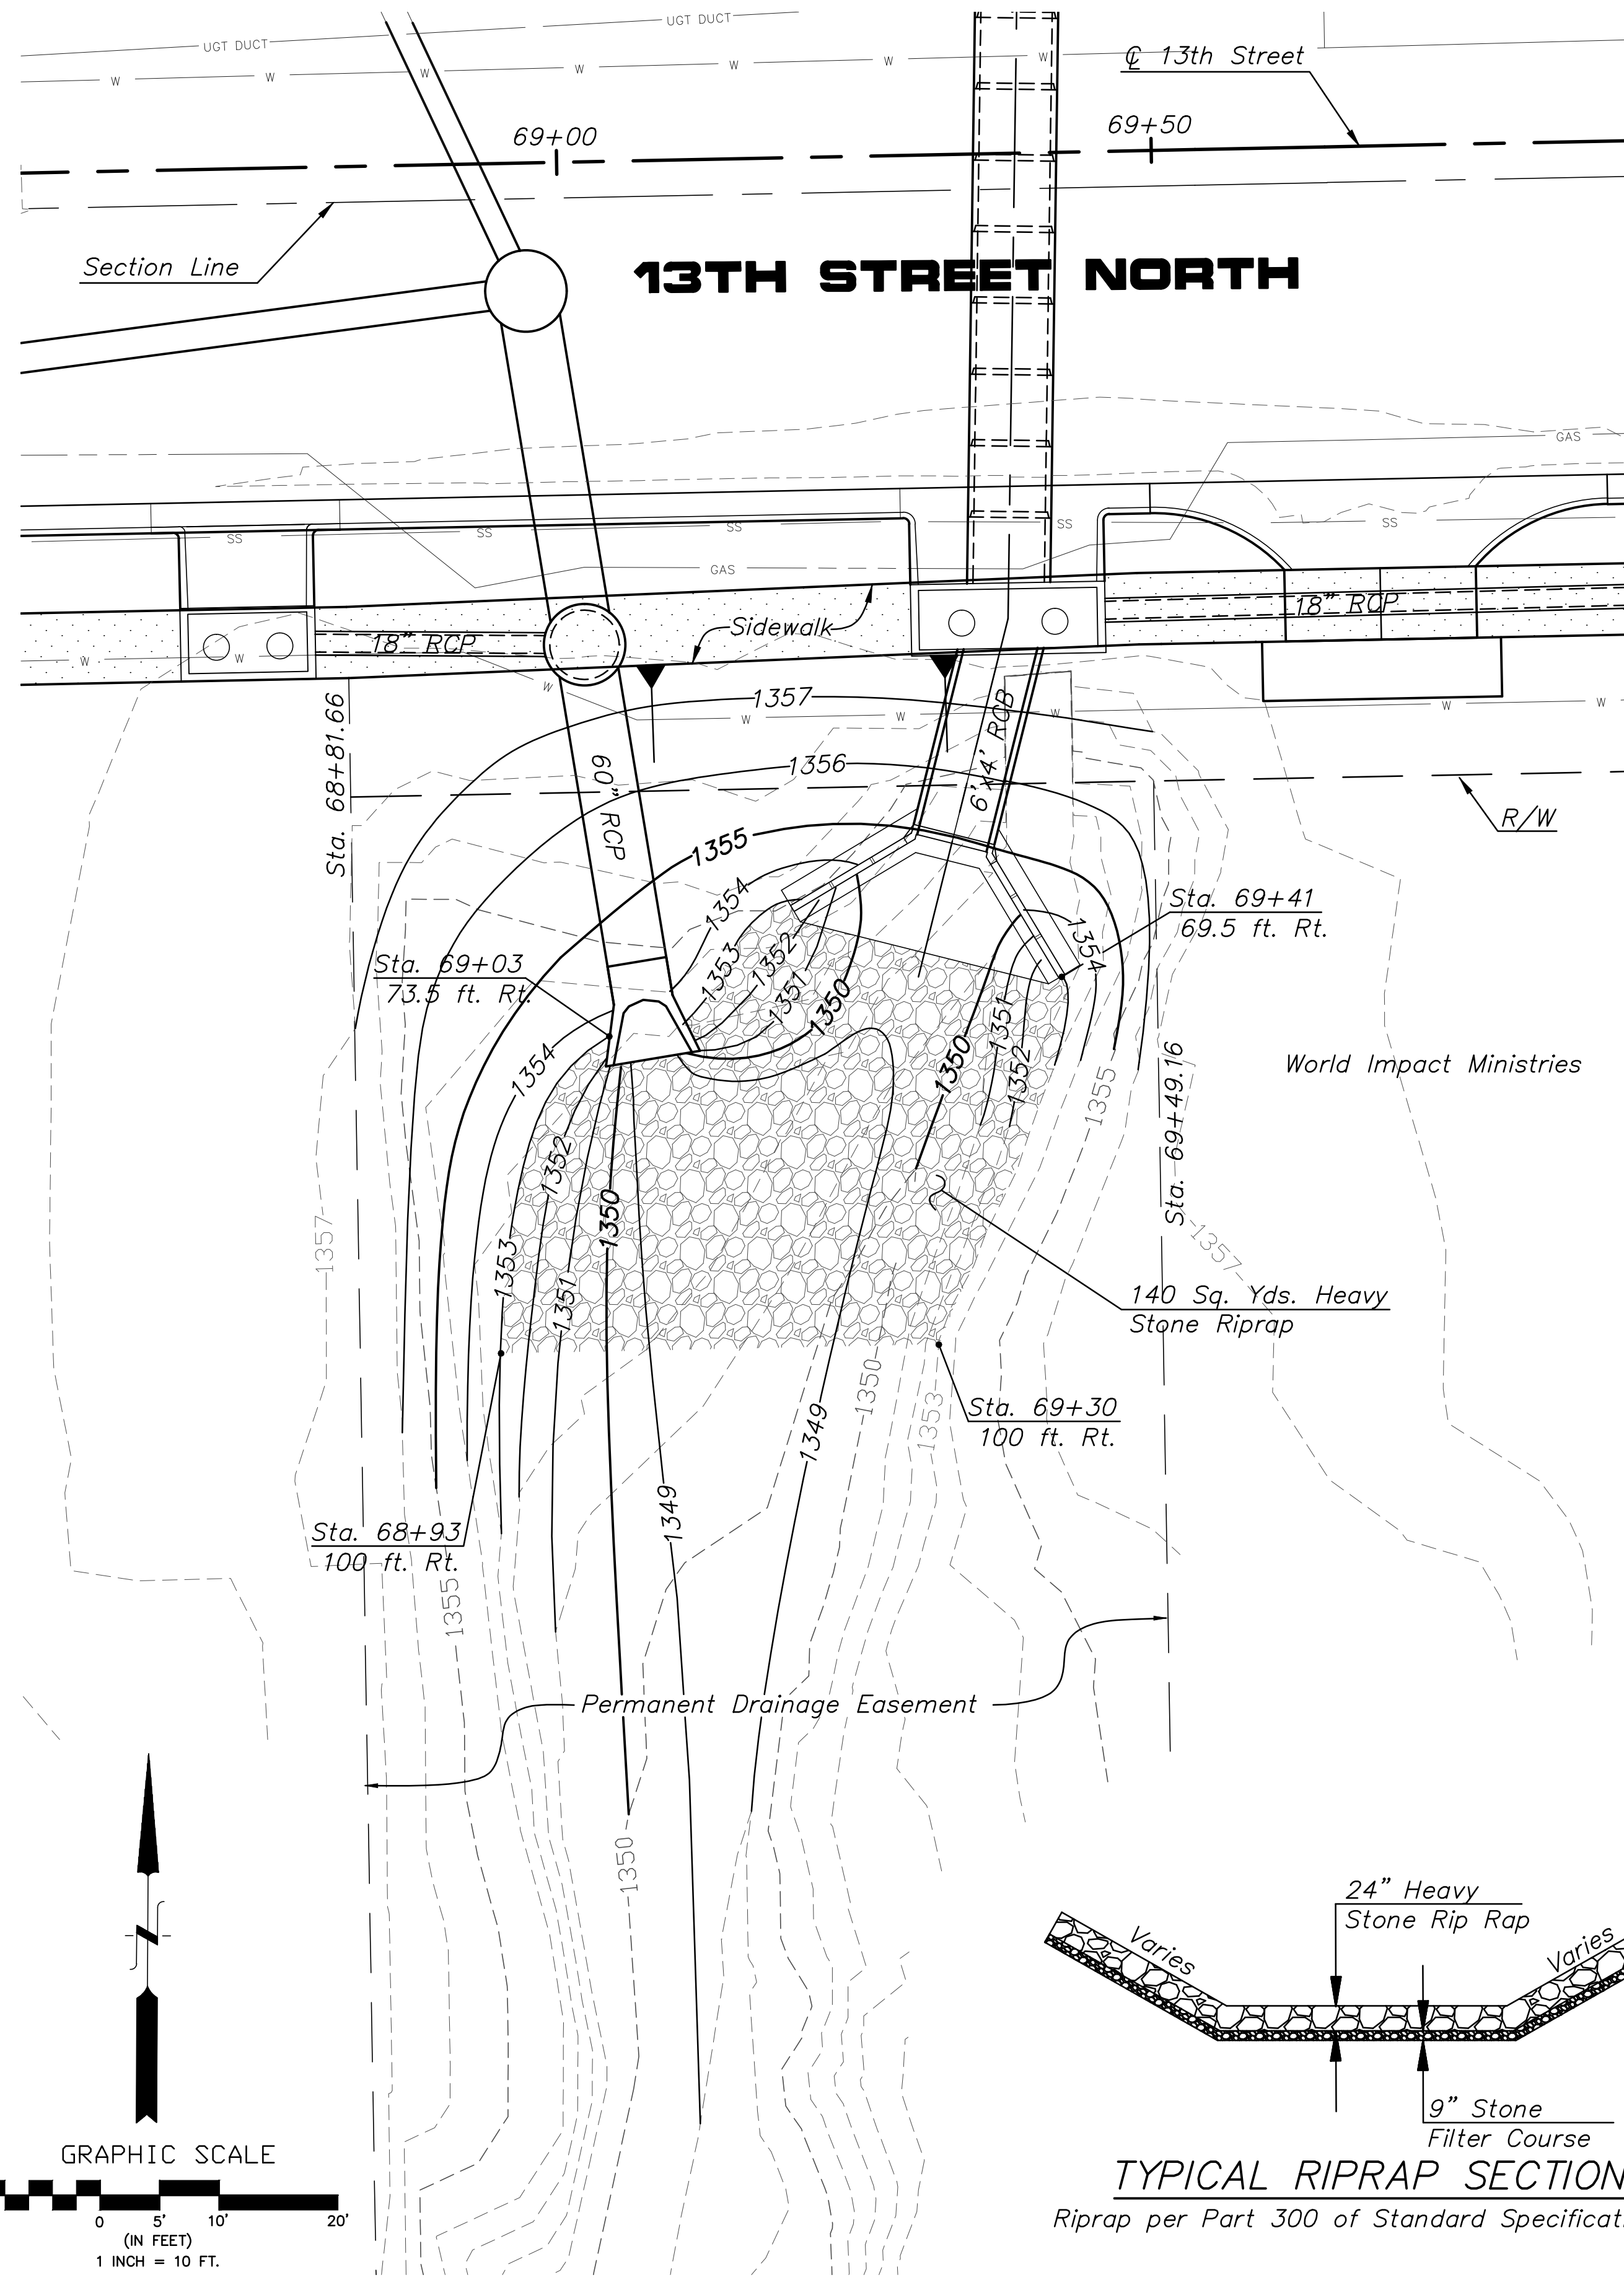 UGT DUCT
UGT DUCT
W W W W W W W
℄ 13th Street
69+00
69+50
Section Line
13TH STREET NORTH
GAS
SS SS SS SS SS
GAS
18" RCP
Sidewalk
18" RCP
W W W W W W W
1357
Sta. 68+81.66
60" RCP
6'x4' RCB
1356
R/W
1355
1354
1353
1352
1351
1350
Sta. 69+41
69.5 ft. Rt.
1354
Sta. 69+03
73.5 ft. Rt.
1354
1350
1351
1352
1355
World Impact Ministries
Sta. 69+49.16
1352
1350
1353
1351
1357
1357
140 Sq. Yds. Heavy
Stone Riprap
1350
1349
1353
Sta. 69+30
100 ft. Rt.
1349
Sta. 68+93
100 ft. Rt.
1355
Permanent Drainage Easement
1350
N
24" Heavy
Stone Rip Rap
Varies
Varies
9" Stone
Filter Course
TYPICAL RIPRAP SECTION
Riprap per Part 300 of Standard Specificat
GRAPHIC SCALE
0 5' 10' 20'
(IN FEET)
1 INCH = 10 FT.